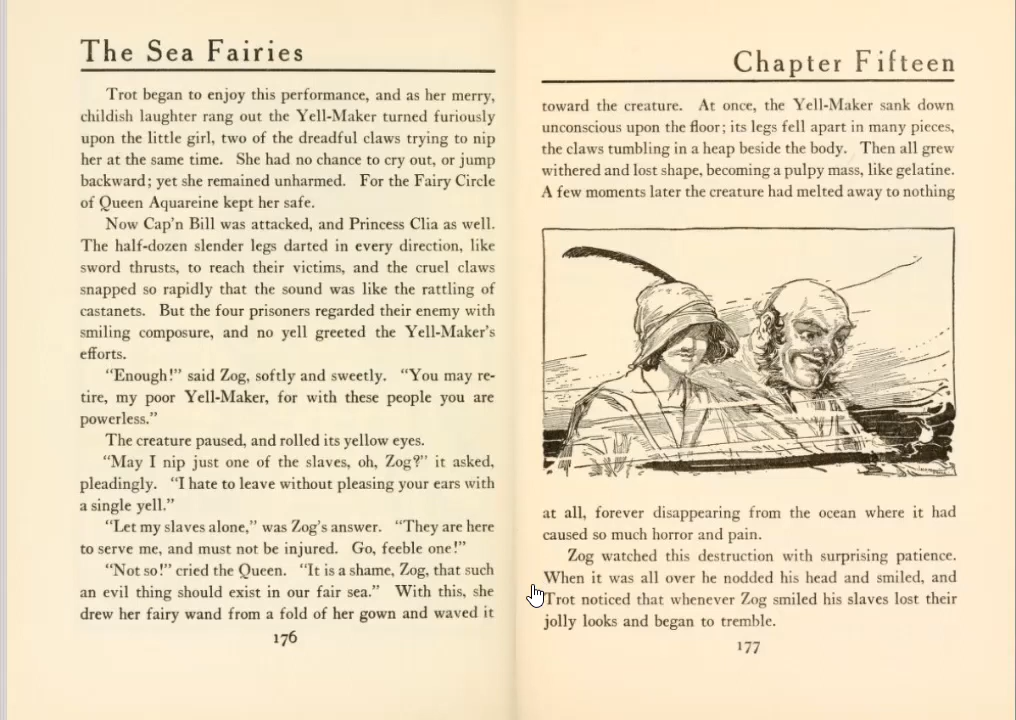 The Sea Fairies
Trot began to enjoy this performance, and as her merry,
childish laughter rang out the Yell-Maker turned furiously
upon the little girl, two of the dreadful claws trying to nip
her at the same time. She had no chance to cry out, or jump
backward; yet she remained unharmed. For the Fairy Circle
of Queen Aquareine kept her safe.
Now Cap'n Bill was attacked, and Princess Clia as well.
The half-dozen slender legs darted in every direction, like
sword thrusts, to reach their victims, and the cruel claws
snapped so rapidly that the sound was like the rattling of
castanets. But the four prisoners regarded their enemy with
smiling composure, and no yell greeted the Yell-Maker's
efforts.
"Enough!" said Zog, softly and sweetly. "You may re-
tire, my poor Yell-Maker, for with these people you are
powerless."
The creature paused, and rolled its yellow eyes.
"May I nip just one of the slaves, oh, Zog?" it asked,
pleadingly. "I hate to leave without pleasing your ears with
a single yell."
"Let my slaves alone," was Zog's answer. "They are here
to serve me, and must not be injured. Go, feeble one!"
"Not so!" cried the Queen. "It is a shame, Zog, that such
an evil thing should exist in our fair sea." With this, she
drew her fairy wand from a fold of her gown and waved it
176
Chapter Fifteen
toward the creature. At once, the Yell-Maker sank down
unconscious upon the floor; its legs fell apart in many pieces,
the claws tumbling in a heap beside the body. Then all grew
withered and lost shape, becoming a pulpy mass, like gelatine.
A few moments later the creature had melted away to nothing
at all, forever disappearing from the ocean where it had
caused so much horror and pain.
Zog watched this destruction with surprising patience.
When it was all over he nodded his head and smiled, and
Trot noticed that whenever Zog smiled his slaves lost their
jolly looks and began to tremble.
177